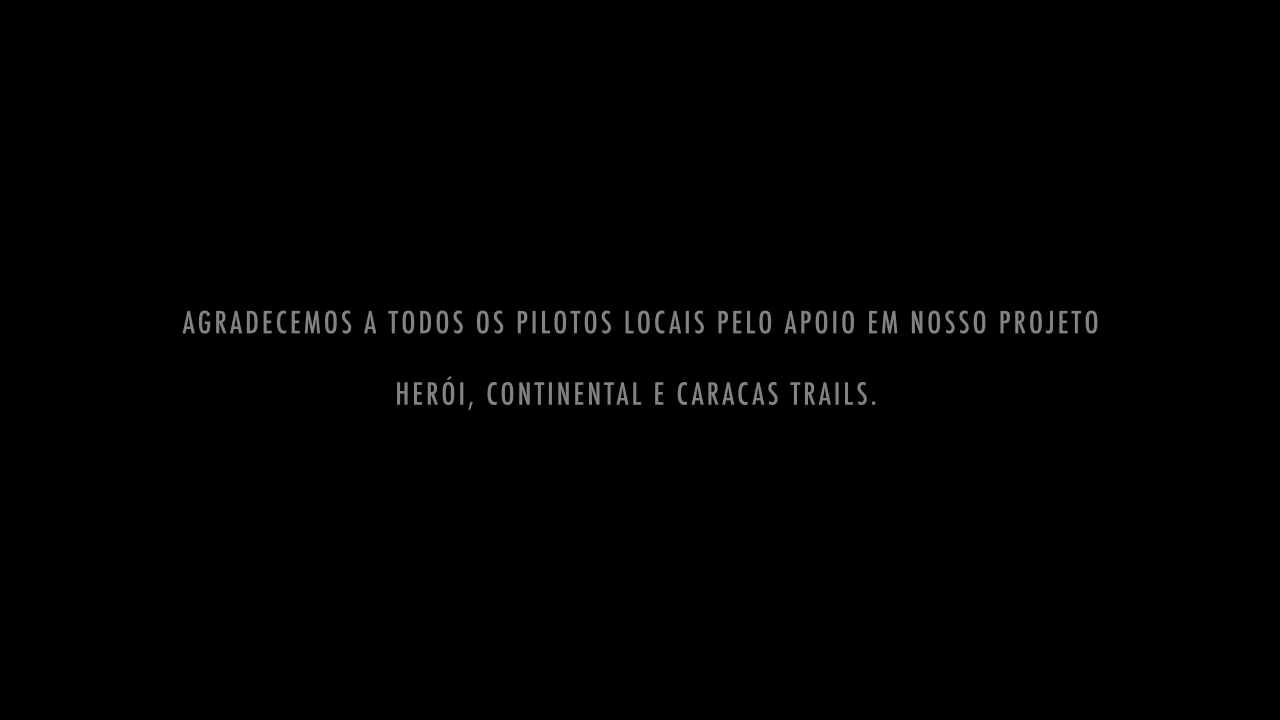 AGRADECEMOS A TODOS OS PILOTOS LOCAIS PELO APOIO EM NOSSO PROJETO
HERÓI, CONTINENTAL E CARACAS TRAILS.